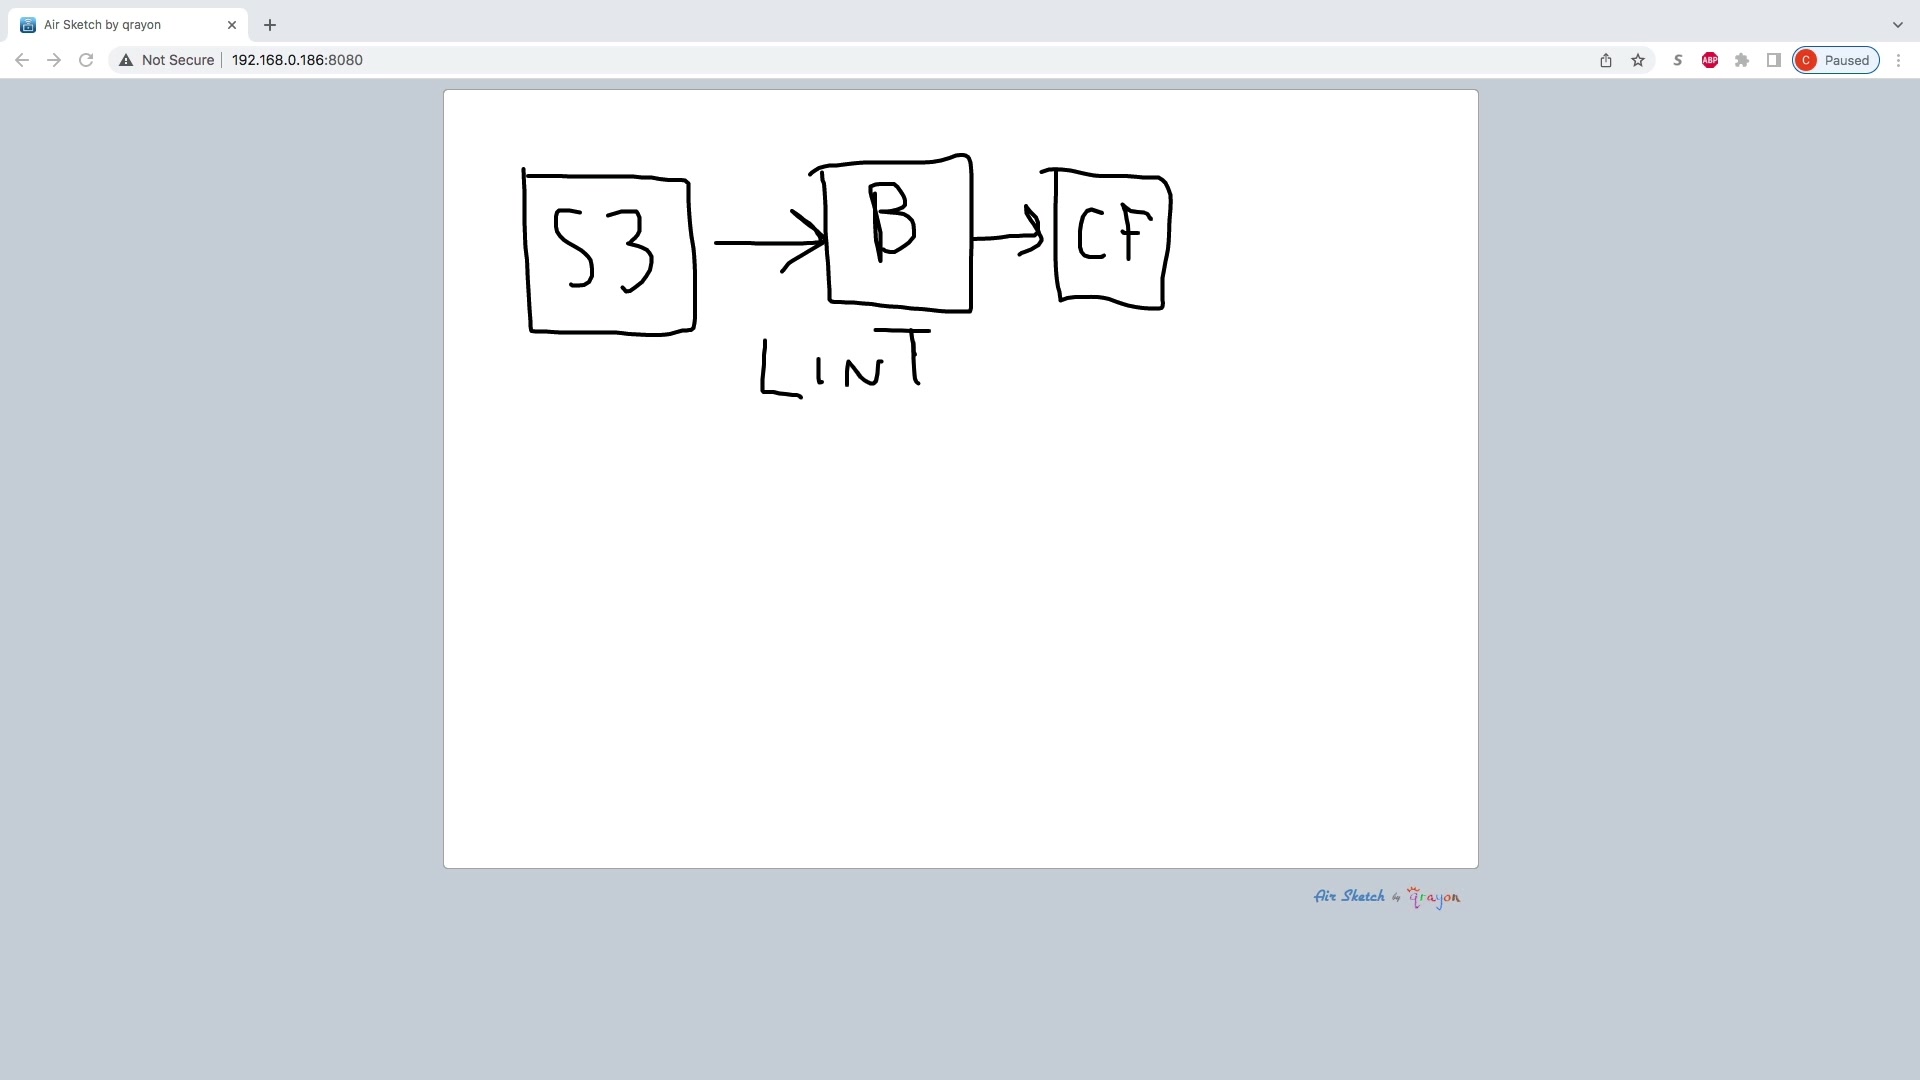 Air Sketch by qrayon
Not Secure 192.168.0.186:8080
S ABP C Paused
S3 B CF
LINT
Air Sketch by qrayon